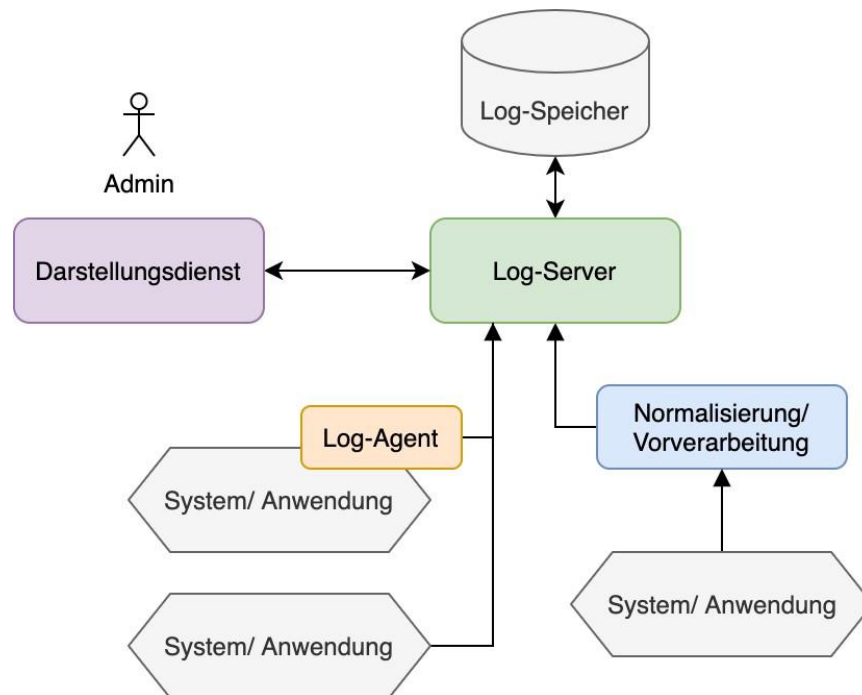 Log-Speicher
Admin
Darstellungsdienst
Log-Server
Log-Agent
Normalisierung/
Vorverarbeitung
System/ Anwendung
System/ Anwendung
System/ Anwendung